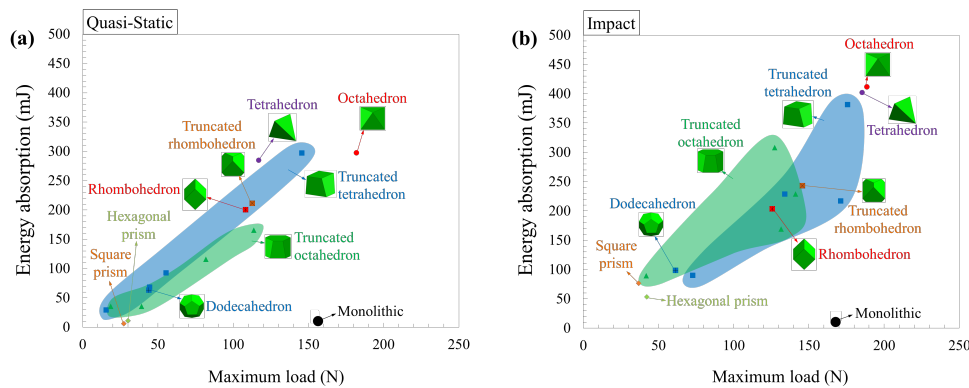 Quasi-Static
(a)
Energy absorption (mJ)
500
450
400
350
300
250
200
150
100
50
0
0
50
100
150
200
250
Maximum load (N)
Tetrahedron
Octahedron
Truncated
rhombohedron
Rhombohedron
Truncated
tetrahedron
Hexagonal
prism
Square
prism
Truncated
octahedron
Dodecahedron
Monolithic
Impact
(b)
Energy absorption (mJ)
500
450
400
350
300
250
200
150
100
50
0
0
50
100
150
200
250
Maximum load (N)
Octahedron
Truncated
tetrahedron
Tetrahedron
Truncated
octahedron
Dodecahedron
Truncated
rhombohedron
Square
prism
Rhombohedron
Hexagonal prism
Monolithic